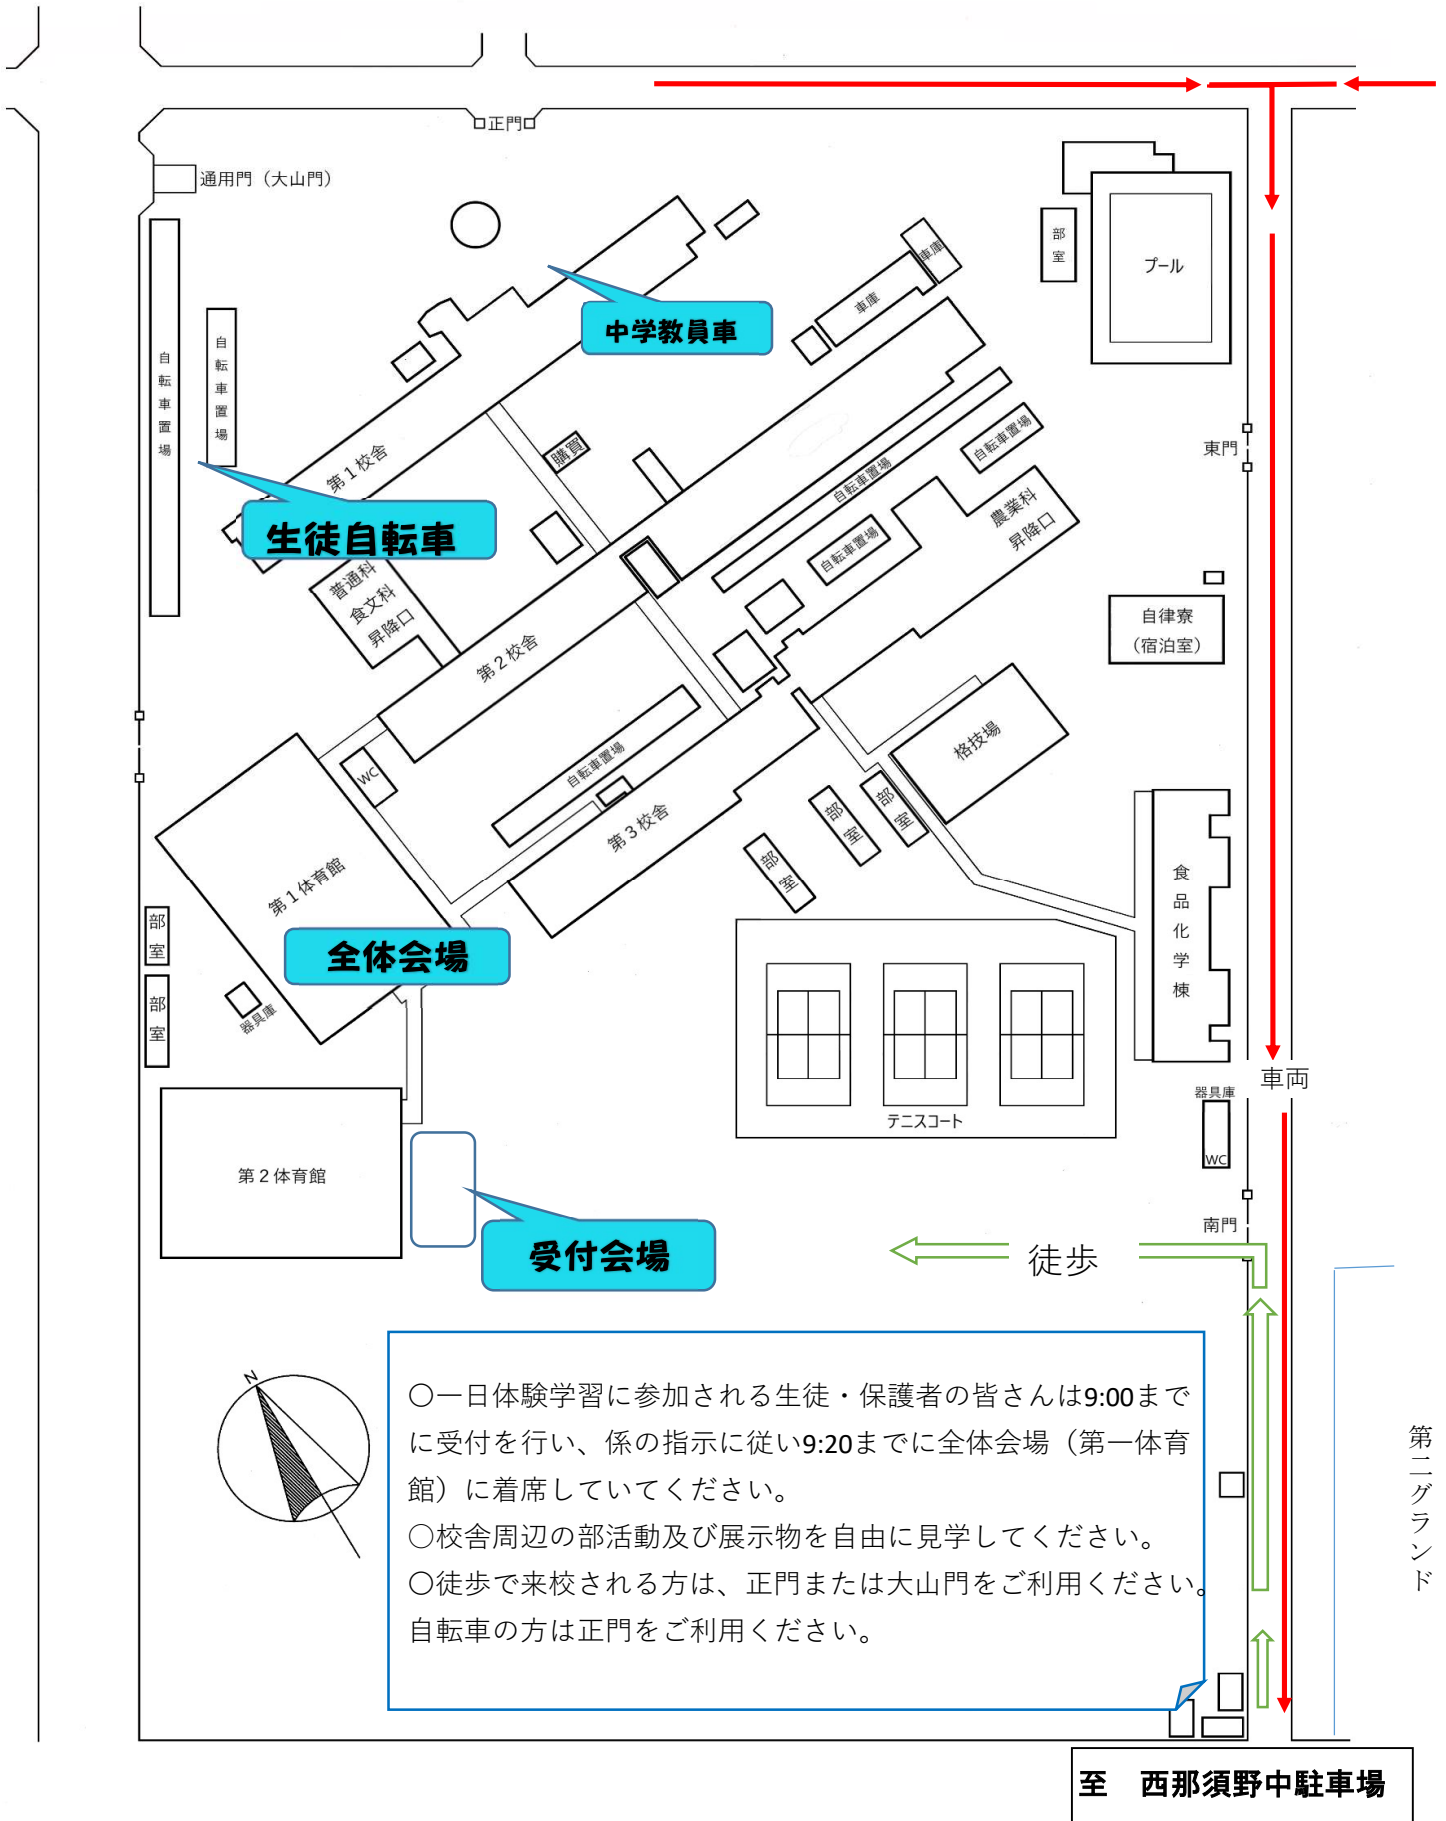 正門
通用門（大山門）
部室
プール
車庫
車庫
中学教員車
自転車置場
自転車置場
第１校舎
購買
自転車置場
自転車置場
東門
生徒自転車
農業科
昇降口
自転車置場
普通科
食文科
昇降口
自律寮
（宿泊室）
第２校舎
格技場
WC
自転車置場
第３校舎
部室
部室
部室
第１体育館
食品化学棟
部室
全体会場
部室
器具庫
車両
器具庫
テニスコート
WC
第２体育館
南門
受付会場
徒歩
N
〇一日体験学習に参加される生徒・保護者の皆さんは9:00まで
に受付を行い、係の指示に従い9:20までに全体会場（第一体育
館）に着席していてください。
〇校舎周辺の部活動及び展示物を自由に見学してください。
〇徒歩で来校される方は、正門または大山門をご利用ください。
自転車の方は正門をご利用ください。
第二グランド
至　西那須野中駐車場